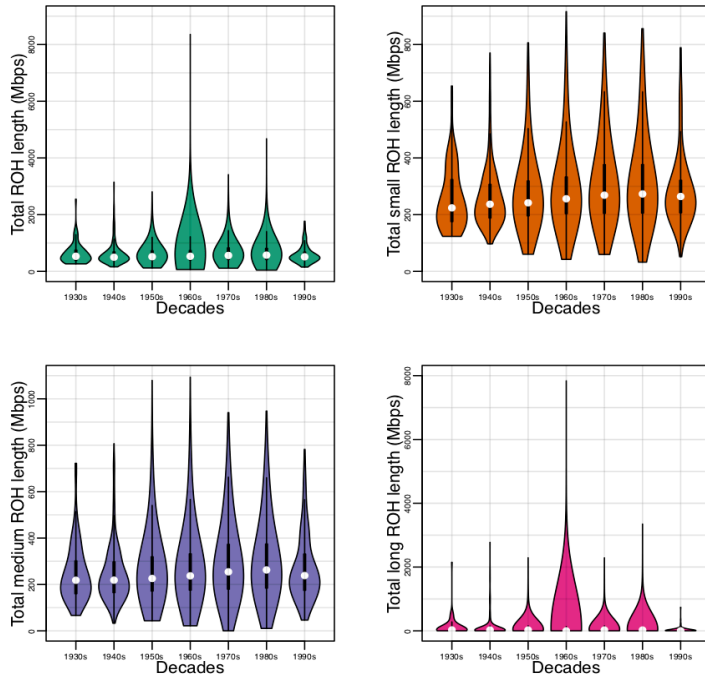 Total ROH length (Mbps)
0 2000 4000 6000 8000
1930s 1940s 1950s 1960s 1970s 1980s 1990s
Decades
Total small ROH length (Mbps)
0 200 400 600 800
1930s 1940s 1950s 1960s 1970s 1980s 1990s
Decades
Total medium ROH length (Mbps)
0 200 400 600 800 1000
1930s 1940s 1950s 1960s 1970s 1980s 1990s
Decades
Total long ROH length (Mbps)
0 2000 4000 6000 8000
1930s 1940s 1950s 1960s 1970s 1980s 1990s
Decades